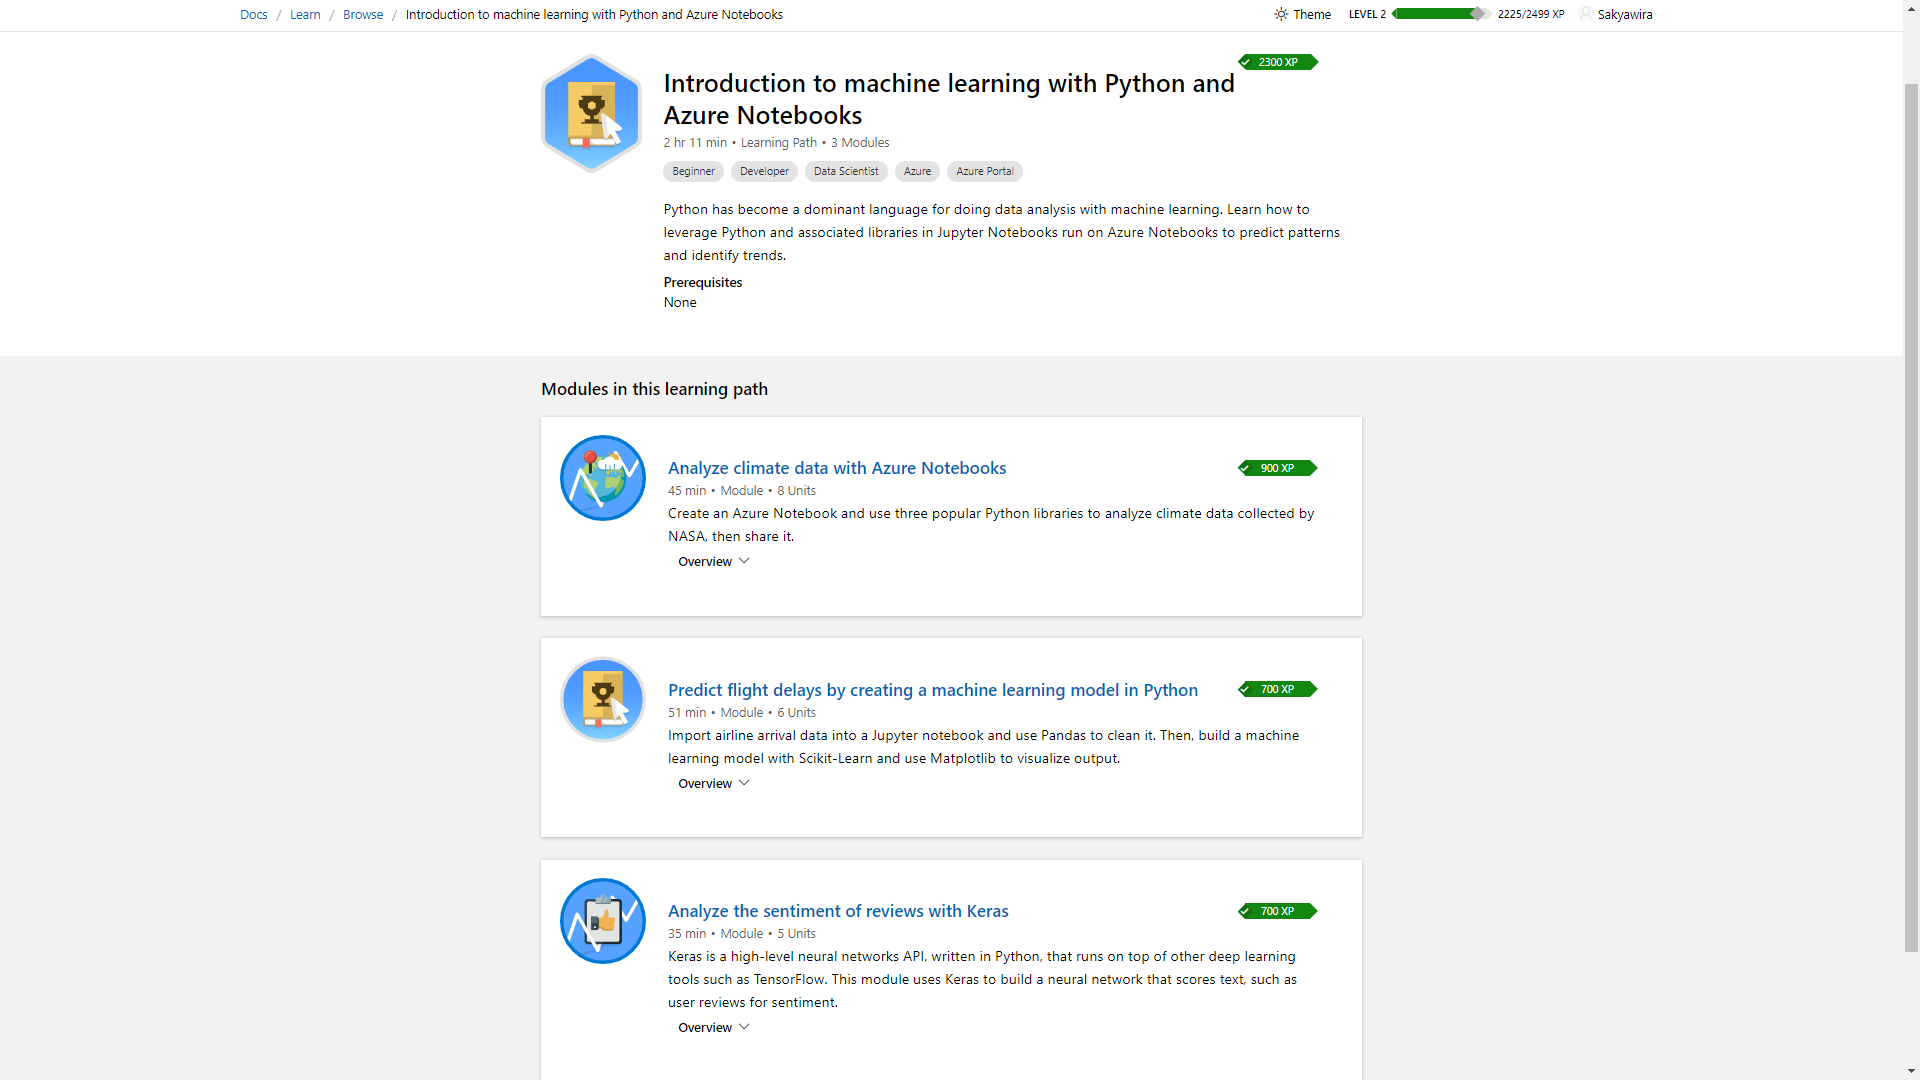 Docs / Learn / Browse / Introduction to machine learning with Python and Azure Notebooks
Theme LEVEL 2 2225/2499 XP Sakyawira
2300 XP
Introduction to machine learning with Python and
Azure Notebooks
2 hr 11 min • Learning Path • 3 Modules
Beginner Developer Data Scientist Azure Azure Portal
Python has become a dominant language for doing data analysis with machine learning. Learn how to
leverage Python and associated libraries in Jupyter Notebooks run on Azure Notebooks to predict patterns
and identify trends.
Prerequisites
None
Modules in this learning path
Analyze climate data with Azure Notebooks
900 XP
45 min • Module • 8 Units
Create an Azure Notebook and use three popular Python libraries to analyze climate data collected by
NASA, then share it.
Overview
Predict flight delays by creating a machine learning model in Python
700 XP
51 min • Module • 6 Units
Import airline arrival data into a Jupyter notebook and use Pandas to clean it. Then, build a machine
learning model with Scikit-Learn and use Matplotlib to visualize output.
Overview
Analyze the sentiment of reviews with Keras
700 XP
35 min • Module • 5 Units
Keras is a high-level neural networks API, written in Python, that runs on top of other deep learning
tools such as TensorFlow. This module uses Keras to build a neural network that scores text, such as
user reviews for sentiment.
Overview